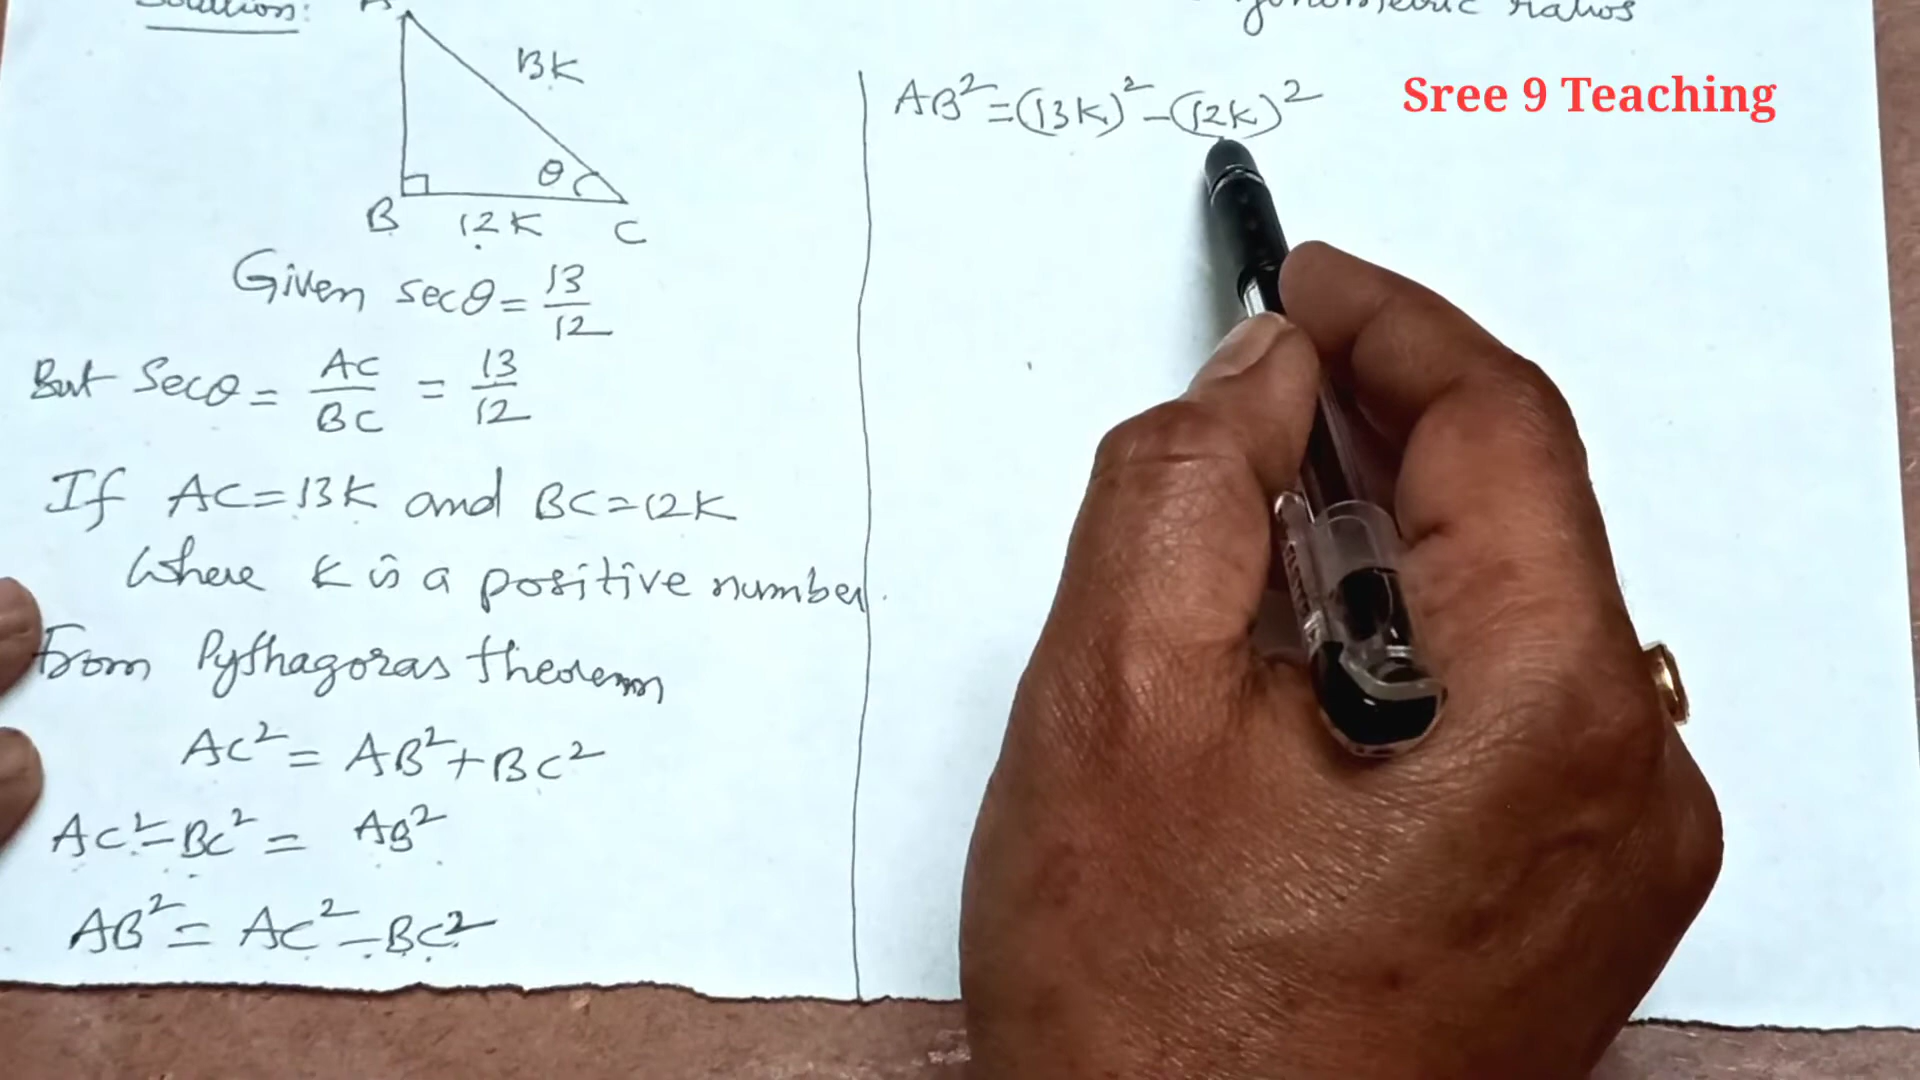 Solution:
A
13K
θ
B 12K C
Given secθ = 13/12
But Secθ = AC/BC = 13/12
If AC = 13K and BC = 12K
Where K is a positive number.
From Pythagoras theorem
AC² = AB² + BC²
AC² - BC² = AB²
AB² = AC² - BC²
ratios
AB² = (13K)² - (12K)²
Sree 9 Teaching